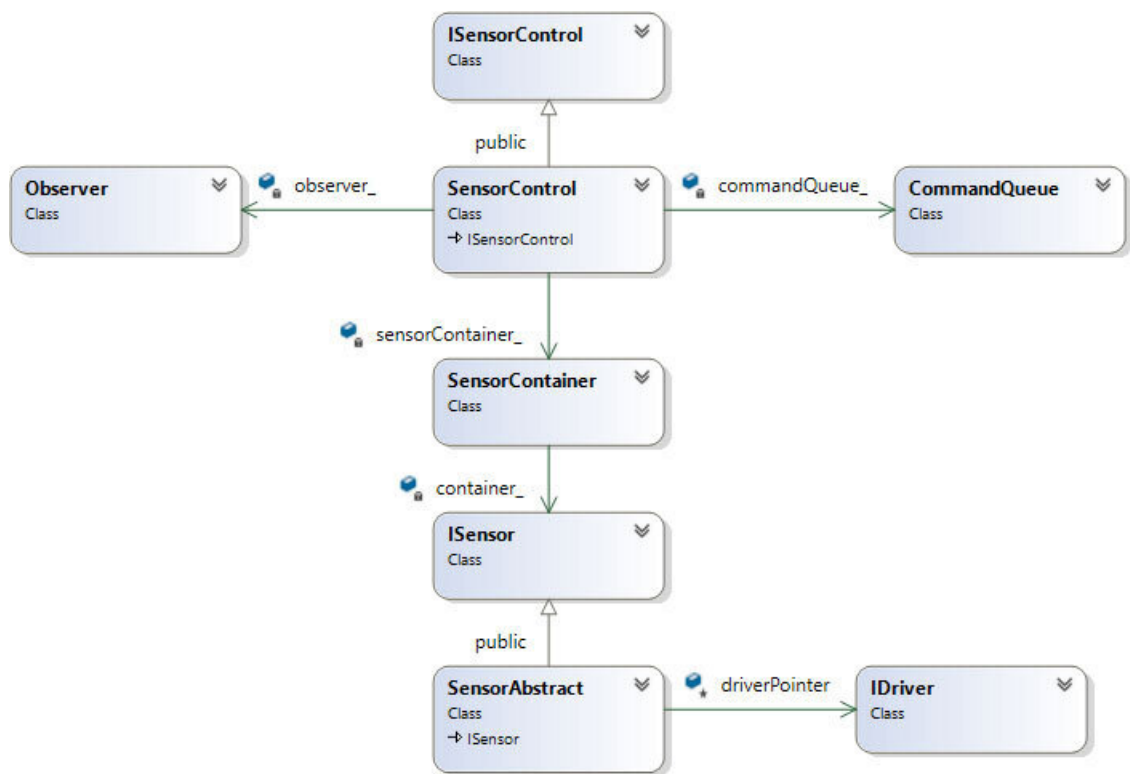 ISensorControl
Class
public
Observer
Class
observer_
SensorControl
Class
ISensorControl
commandQueue_
CommandQueue
Class
sensorContainer_
SensorContainer
Class
container_
ISensor
Class
public
SensorAbstract
Class
ISensor
driverPointer
IDriver
Class